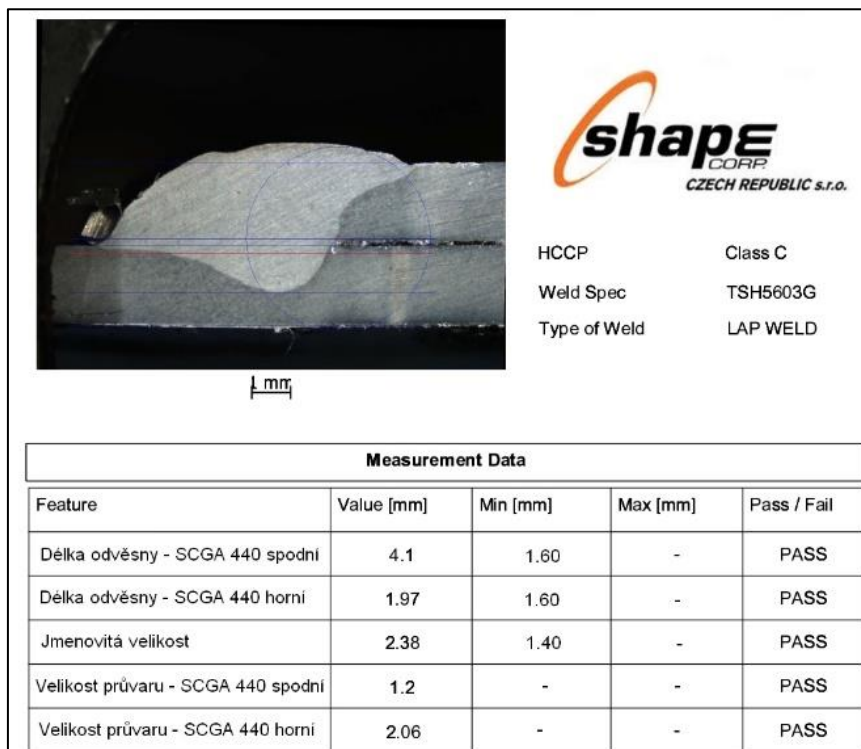 shape
CORP.
CZECH REPUBLIC s.r.o.
HCCP Class C
Weld Spec TSH5603G
Type of Weld LAP WELD
1 mm
Measurement Data
Feature Value [mm] Min [mm] Max [mm] Pass / Fail
Délka odvěsny - SCGA 440 spodní 4.1 1.60 - PASS
Délka odvěsny - SCGA 440 horní 1.97 1.60 - PASS
Jmenovitá velikost 2.38 1.40 - PASS
Velikost průvaru - SCGA 440 spodní 1.2 - - PASS
Velikost průvaru - SCGA 440 horní 2.06 - - PASS